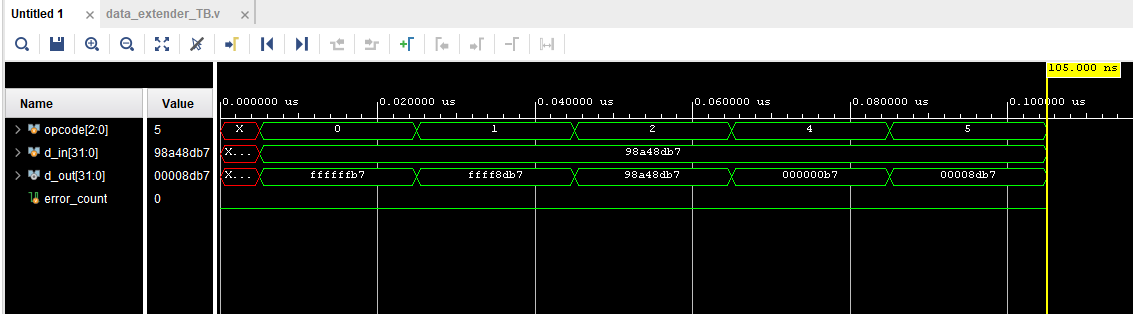 Untitled 1
data_extender_TB.v
105.000 ns
Name Value
0.000000 us 0.020000 us 0.040000 us 0.060000 us 0.080000 us 0.100000 us
opcode[2:0] 5 X 0 1 2 4 5
d_in[31:0] 98a48db7 X... 98a48db7
d_out[31:0] 00008db7 X... ffffffb7 ffff8db7 98a48db7 000000b7 00008db7
error_count 0